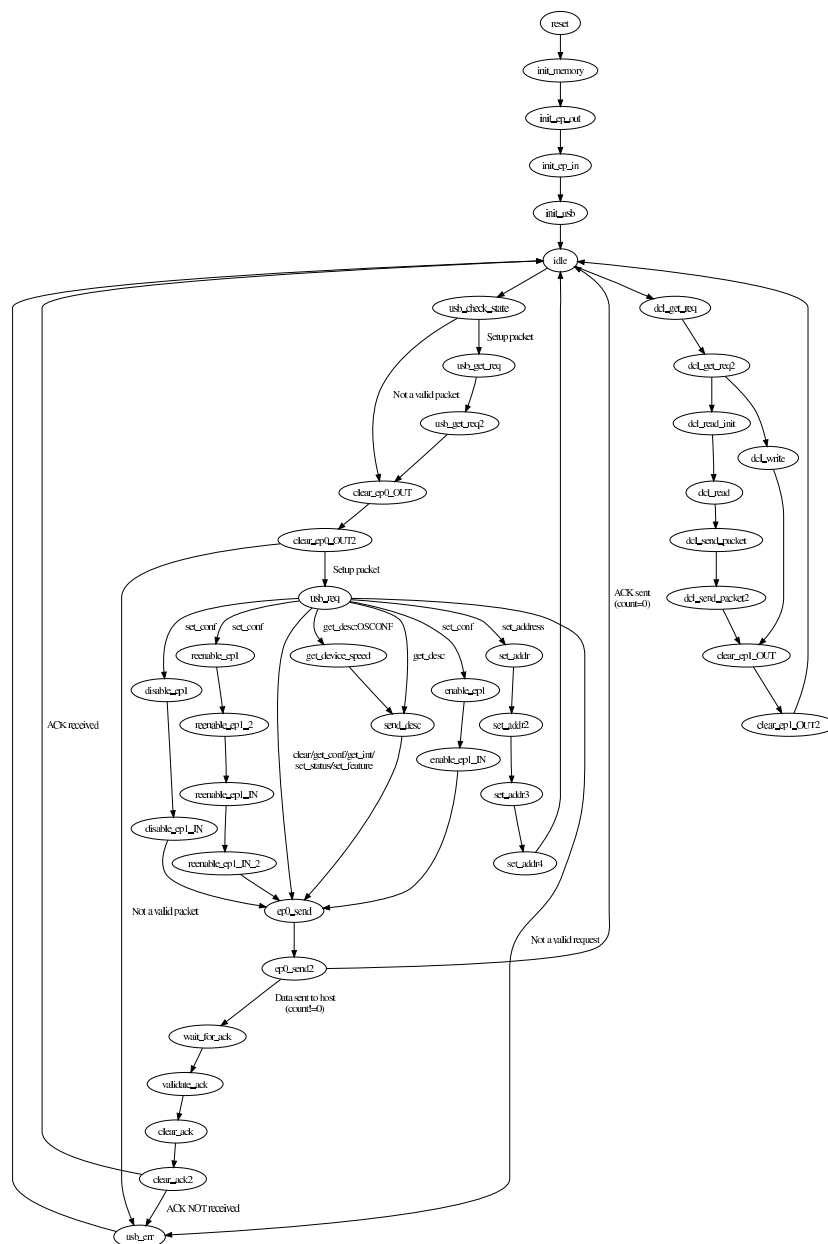 reset
init_memory
init_ep_out
init_ep_in
init_usb
idle
usb_check_state
dcl_get_req
Setup packet
usb_get_req
dcl_get_req2
Not a valid packet
usb_get_req2
dcl_read_init
dcl_write
clear_ep0_OUT
dcl_read
clear_ep0_OUT2
dcl_send_packet
Setup packet
usb_req
dcl_send_packet2
ACK sent
(count=0)
set_conf
set_conf
get_desc:OSCONF
set_conf
set_address
reenable_ep1
get_device_speed
get_desc
set_addr
clear_ep1_OUT
disable_ep1
enable_ep1
ACK received
reenable_ep1_2
send_desc
set_addr2
clear_ep1_OUT2
clear/get_conf/get_int/
set_status/set_feature
enable_ep1_IN
reenable_ep1_IN
set_addr3
disable_ep1_IN
reenable_ep1_IN_2
set_addr4
Not a valid packet
ep0_send
Not a valid request
ep0_send2
Data sent to host
(count!=0)
wait_for_ack
validate_ack
clear_ack
clear_ack2
ACK NOT received
usb_err